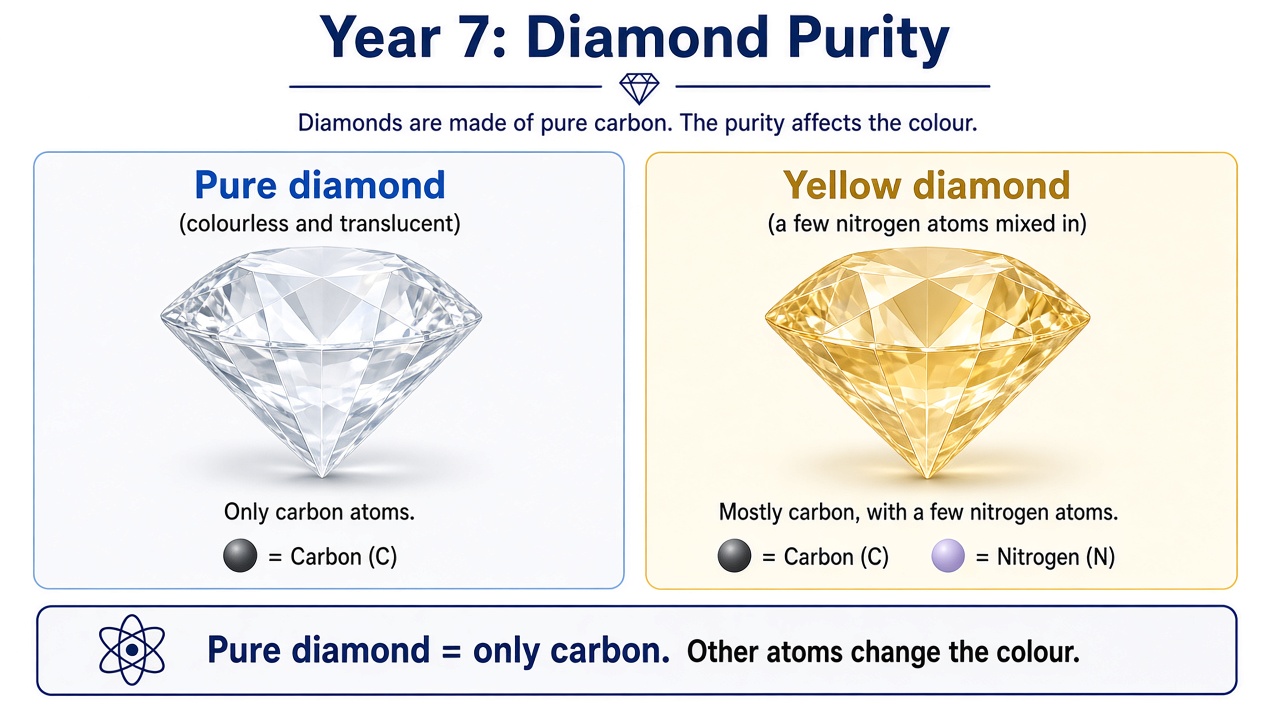 Year 7: Diamond Purity
Diamonds are made of pure carbon. The purity affects the colour.
Pure diamond
(colourless and translucent)
Only carbon atoms.
= Carbon (C)
Yellow diamond
(a few nitrogen atoms mixed in)
Mostly carbon, with a few nitrogen atoms.
= Carbon (C) = Nitrogen (N)
Pure diamond = only carbon. Other atoms change the colour.